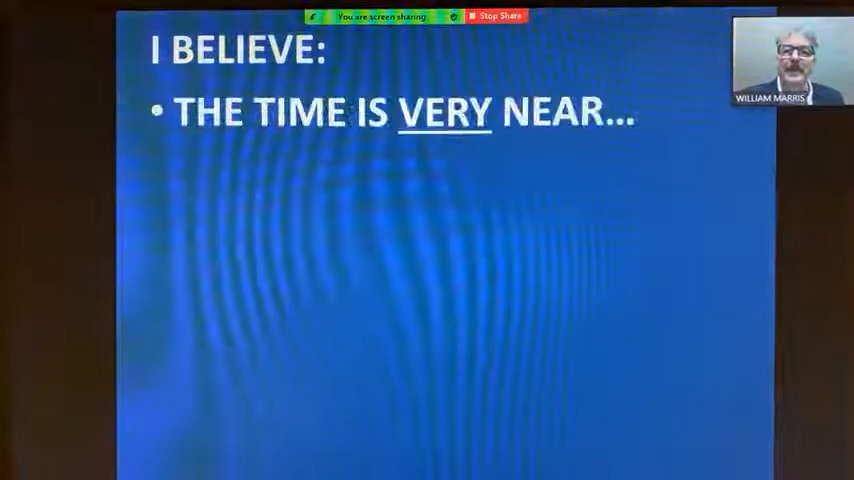 You are screen sharing
Stop Share
I BELIEVE:
• THE TIME IS VERY NEAR...
WILLIAM MARRIS